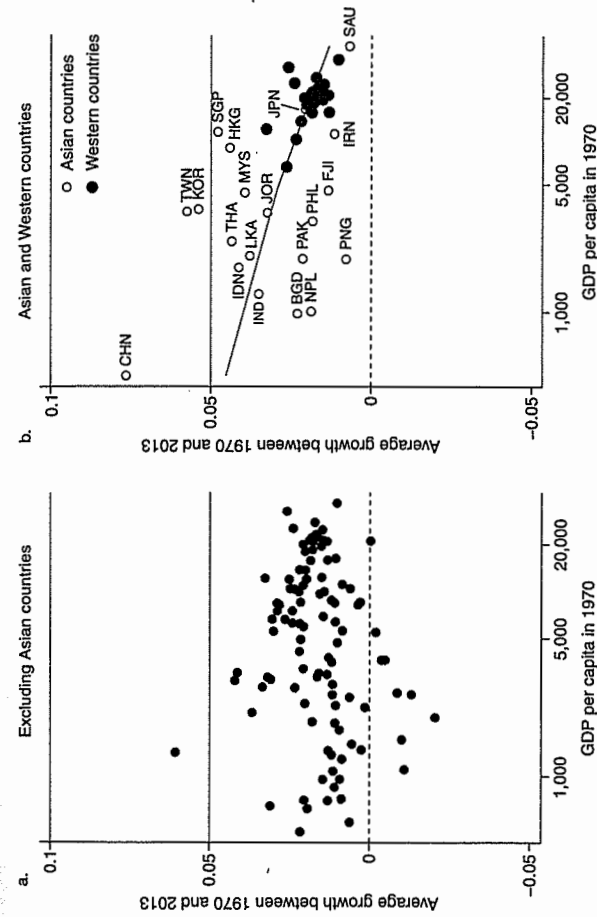 a.
Excluding Asian countries
0.1
0.05
0
−0.05
Average growth between 1970 and 2013
1,000
5,000
20,000
GDP per capita in 1970
b.
Asian and Western countries
0.1
0.05
0
−0.05
Average growth between 1970 and 2013
Asian countries
Western countries
CHN
TWN
KOR
SGP
HKG
THA
MYS
IDN
LKA
IND
JOR
JPN
SAU
BGD
PAK
NPL
PHL
FJI
IRN
PNG
1,000
5,000
20,000
GDP per capita in 1970